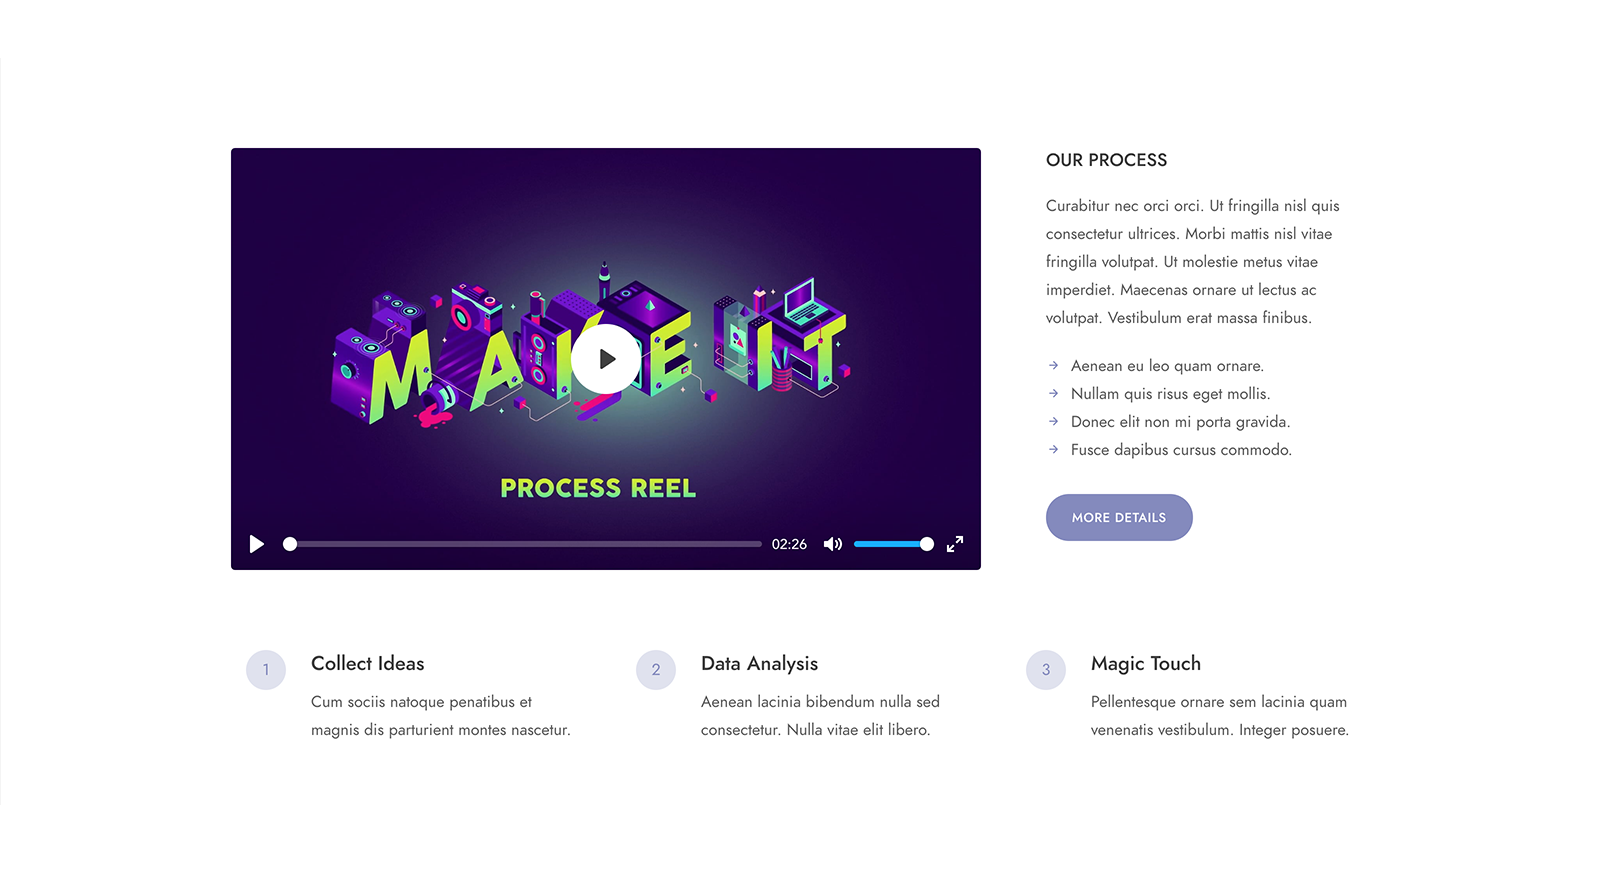 MAKE IT
PROCESS REEL
02:26
OUR PROCESS
Curabitur nec orci orci. Ut fringilla nisl quis
consectetur ultrices. Morbi mattis nisl vitae
fringilla volutpat. Ut molestie metus vitae
imperdiet. Maecenas ornare ut lectus ac
volutpat. Vestibulum erat massa finibus.
Aenean eu leo quam ornare.
Nullam quis risus eget mollis.
Donec elit non mi porta gravida.
Fusce dapibus cursus commodo.
MORE DETAILS
1
Collect Ideas
Cum sociis natoque penatibus et
magnis dis parturient montes nascetur.
2
Data Analysis
Aenean lacinia bibendum nulla sed
consectetur. Nulla vitae elit libero.
3
Magic Touch
Pellentesque ornare sem lacinia quam
venenatis vestibulum. Integer posuere.